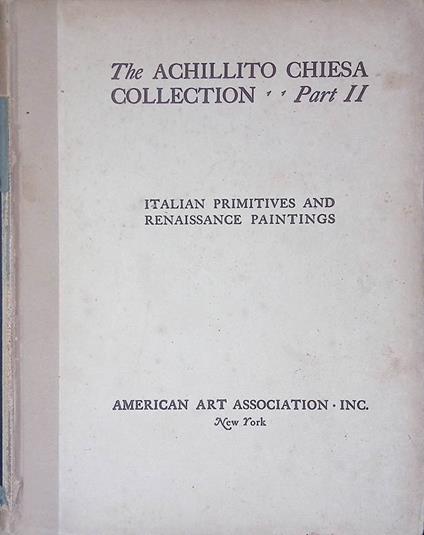 The ACHILLITO CHIESA
COLLECTION ' ' Part II
ITALIAN PRIMITIVES AND
RENAISSANCE PAINTINGS
AMERICAN ART ASSOCIATION · INC.
New York